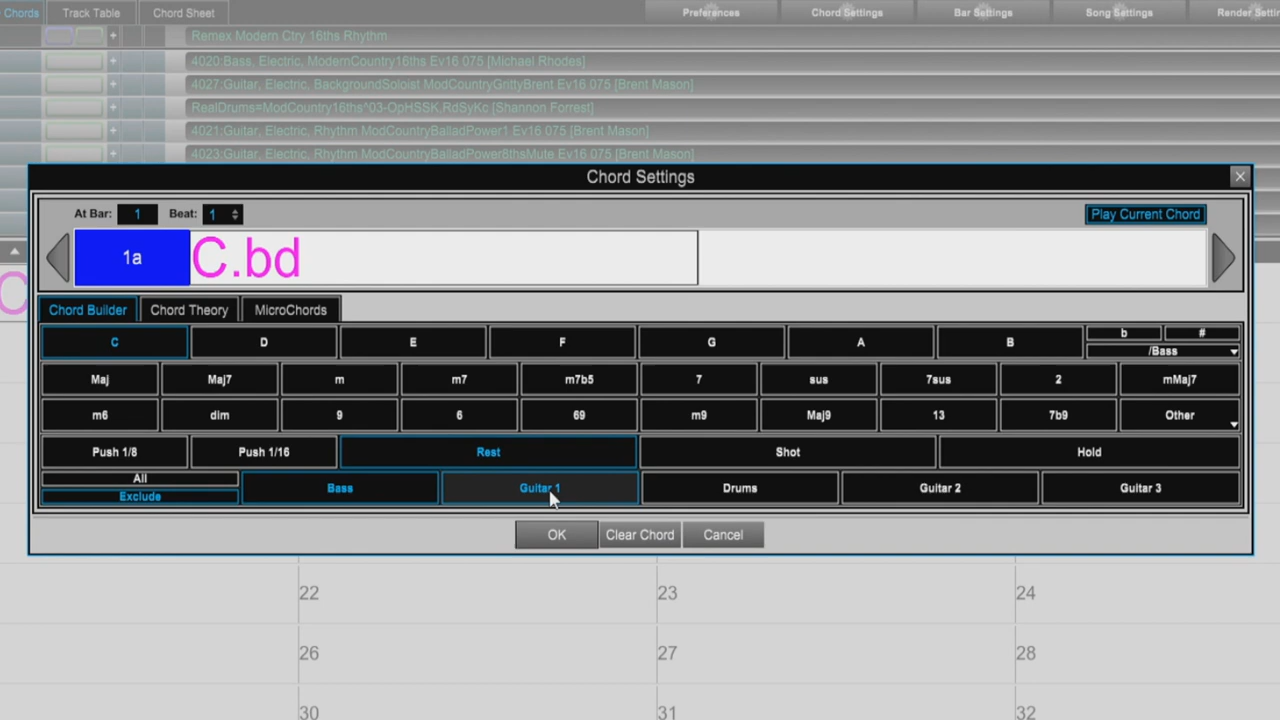 Chords Track Table Chord Sheet Preferences Chord Settings Bar Settings Song Settings Render Setti
+ Remex Modern Ctry 16ths Rhythm
+ 4020:Bass, Electric, ModernCountry16ths Ev16 075 [Michael Rhodes]
+ 4027:Guitar, Electric, BackgroundSoloist ModCountryGrittyBrent Ev16 075 [Brent Mason]
+ RealDrums=ModCountry16ths^03-OpHSSK,RdSyKc [Shannon Forrest]
+ 4021:Guitar, Electric, Rhythm ModCountryBalladPower1 Ev16 075 [Brent Mason]
+ 4023:Guitar, Electric, Rhythm ModCountryBalladPower8thsMute Ev16 075 [Brent Mason]
Chord Settings
At Bar: 1 Beat: 1 Play Current Chord
1a C.bd
C
Chord Builder Chord Theory MicroChords
C D E F G A B b #
/Bass
Maj Maj7 m m7 m7b5 7 sus 7sus 2 mMaj7
m6 dim 9 6 69 m9 Maj9 13 7b9 Other
Push 1/8 Push 1/16 Rest Shot Hold
All
Exclude Bass Guitar 1 Drums Guitar 2 Guitar 3
OK Clear Chord Cancel
22 23 24
26 27 28
30 31 32